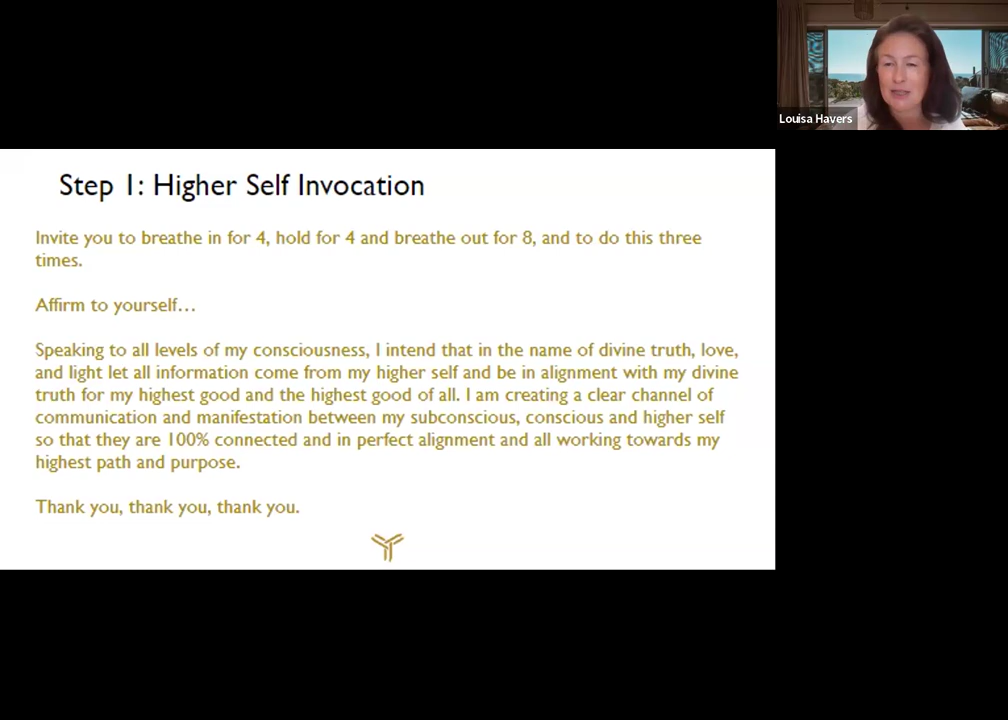 Louisa Havers
Step 1: Higher Self Invocation
Invite you to breathe in for 4, hold for 4 and breathe out for 8, and to do this three
times.
Affirm to yourself…
Speaking to all levels of my consciousness, I intend that in the name of divine truth, love,
and light let all information come from my higher self and be in alignment with my divine
truth for my highest good and the highest good of all. I am creating a clear channel of
communication and manifestation between my subconscious, conscious and higher self
so that they are 100% connected and in perfect alignment and all working towards my
highest path and purpose.
Thank you, thank you, thank you.